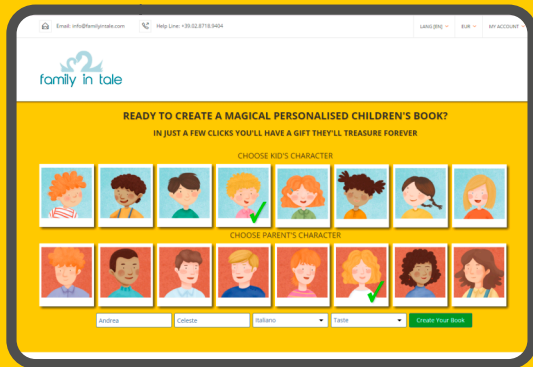 Email: info@familyintale.com
Help Line: +39.02.8718.9404
LANG [EN]
EUR
MY ACCOUNT
family in tale
READY TO CREATE A MAGICAL PERSONALISED CHILDREN'S BOOK?
IN JUST A FEW CLICKS YOU'LL HAVE A GIFT THEY'LL TREASURE FOREVER
CHOOSE KID'S CHARACTER
CHOOSE PARENT'S CHARACTER
Andrea
Celeste
Italiano
Taste
Create Your Book